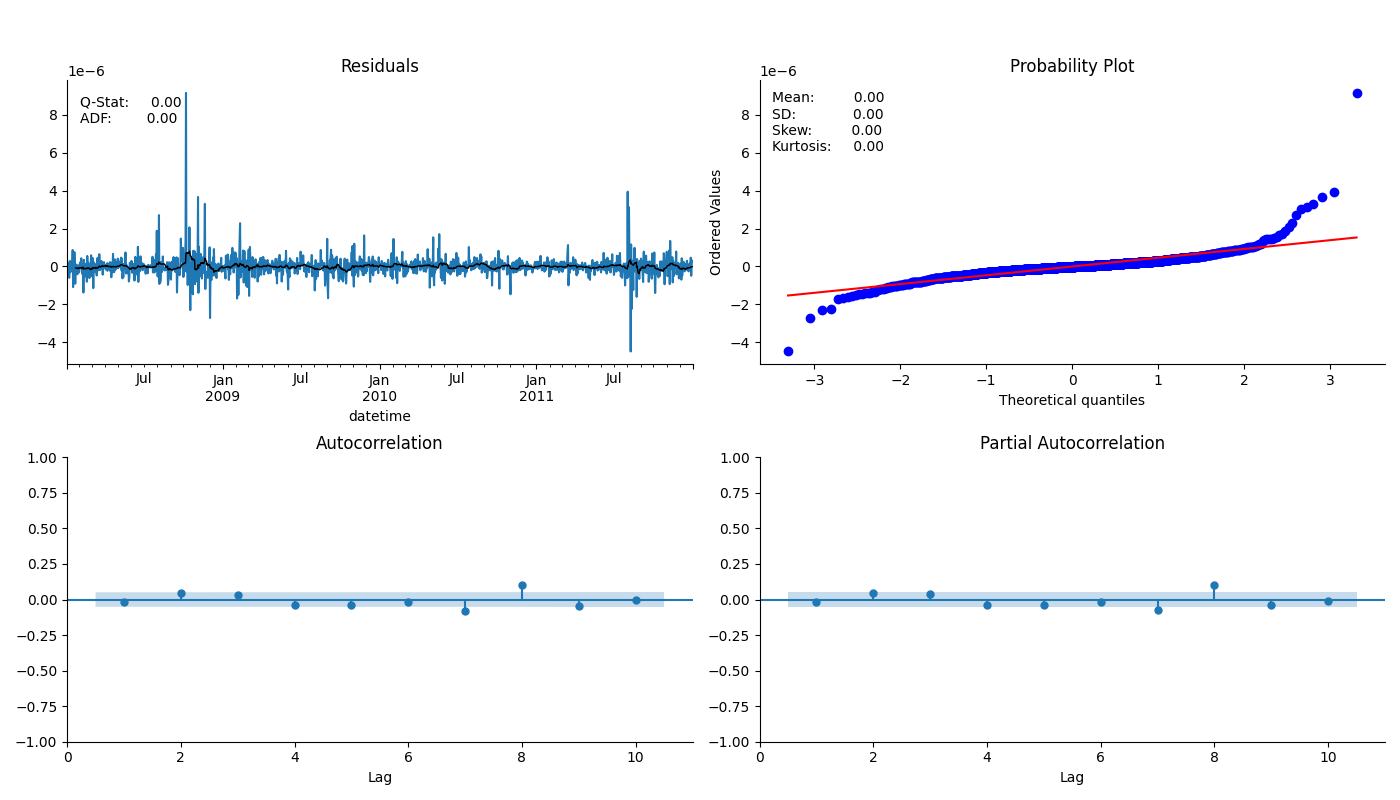 Residuals
1e−6
Q-Stat: 0.00
ADF: 0.00
8
6
4
2
0
−2
−4
Jul Jan Jul Jan Jul Jan Jul
2009 2010 2011
datetime
Probability Plot
1e−6
Mean: 0.00
SD: 0.00
Skew: 0.00
Kurtosis: 0.00
Ordered Values
8
6
4
2
0
−2
−4
−3 −2 −1 0 1 2 3
Theoretical quantiles
Autocorrelation
1.00
0.75
0.50
0.25
0.00
−0.25
−0.50
−0.75
−1.00
0 2 4 6 8 10
Lag
Partial Autocorrelation
1.00
0.75
0.50
0.25
0.00
−0.25
−0.50
−0.75
−1.00
0 2 4 6 8 10
Lag